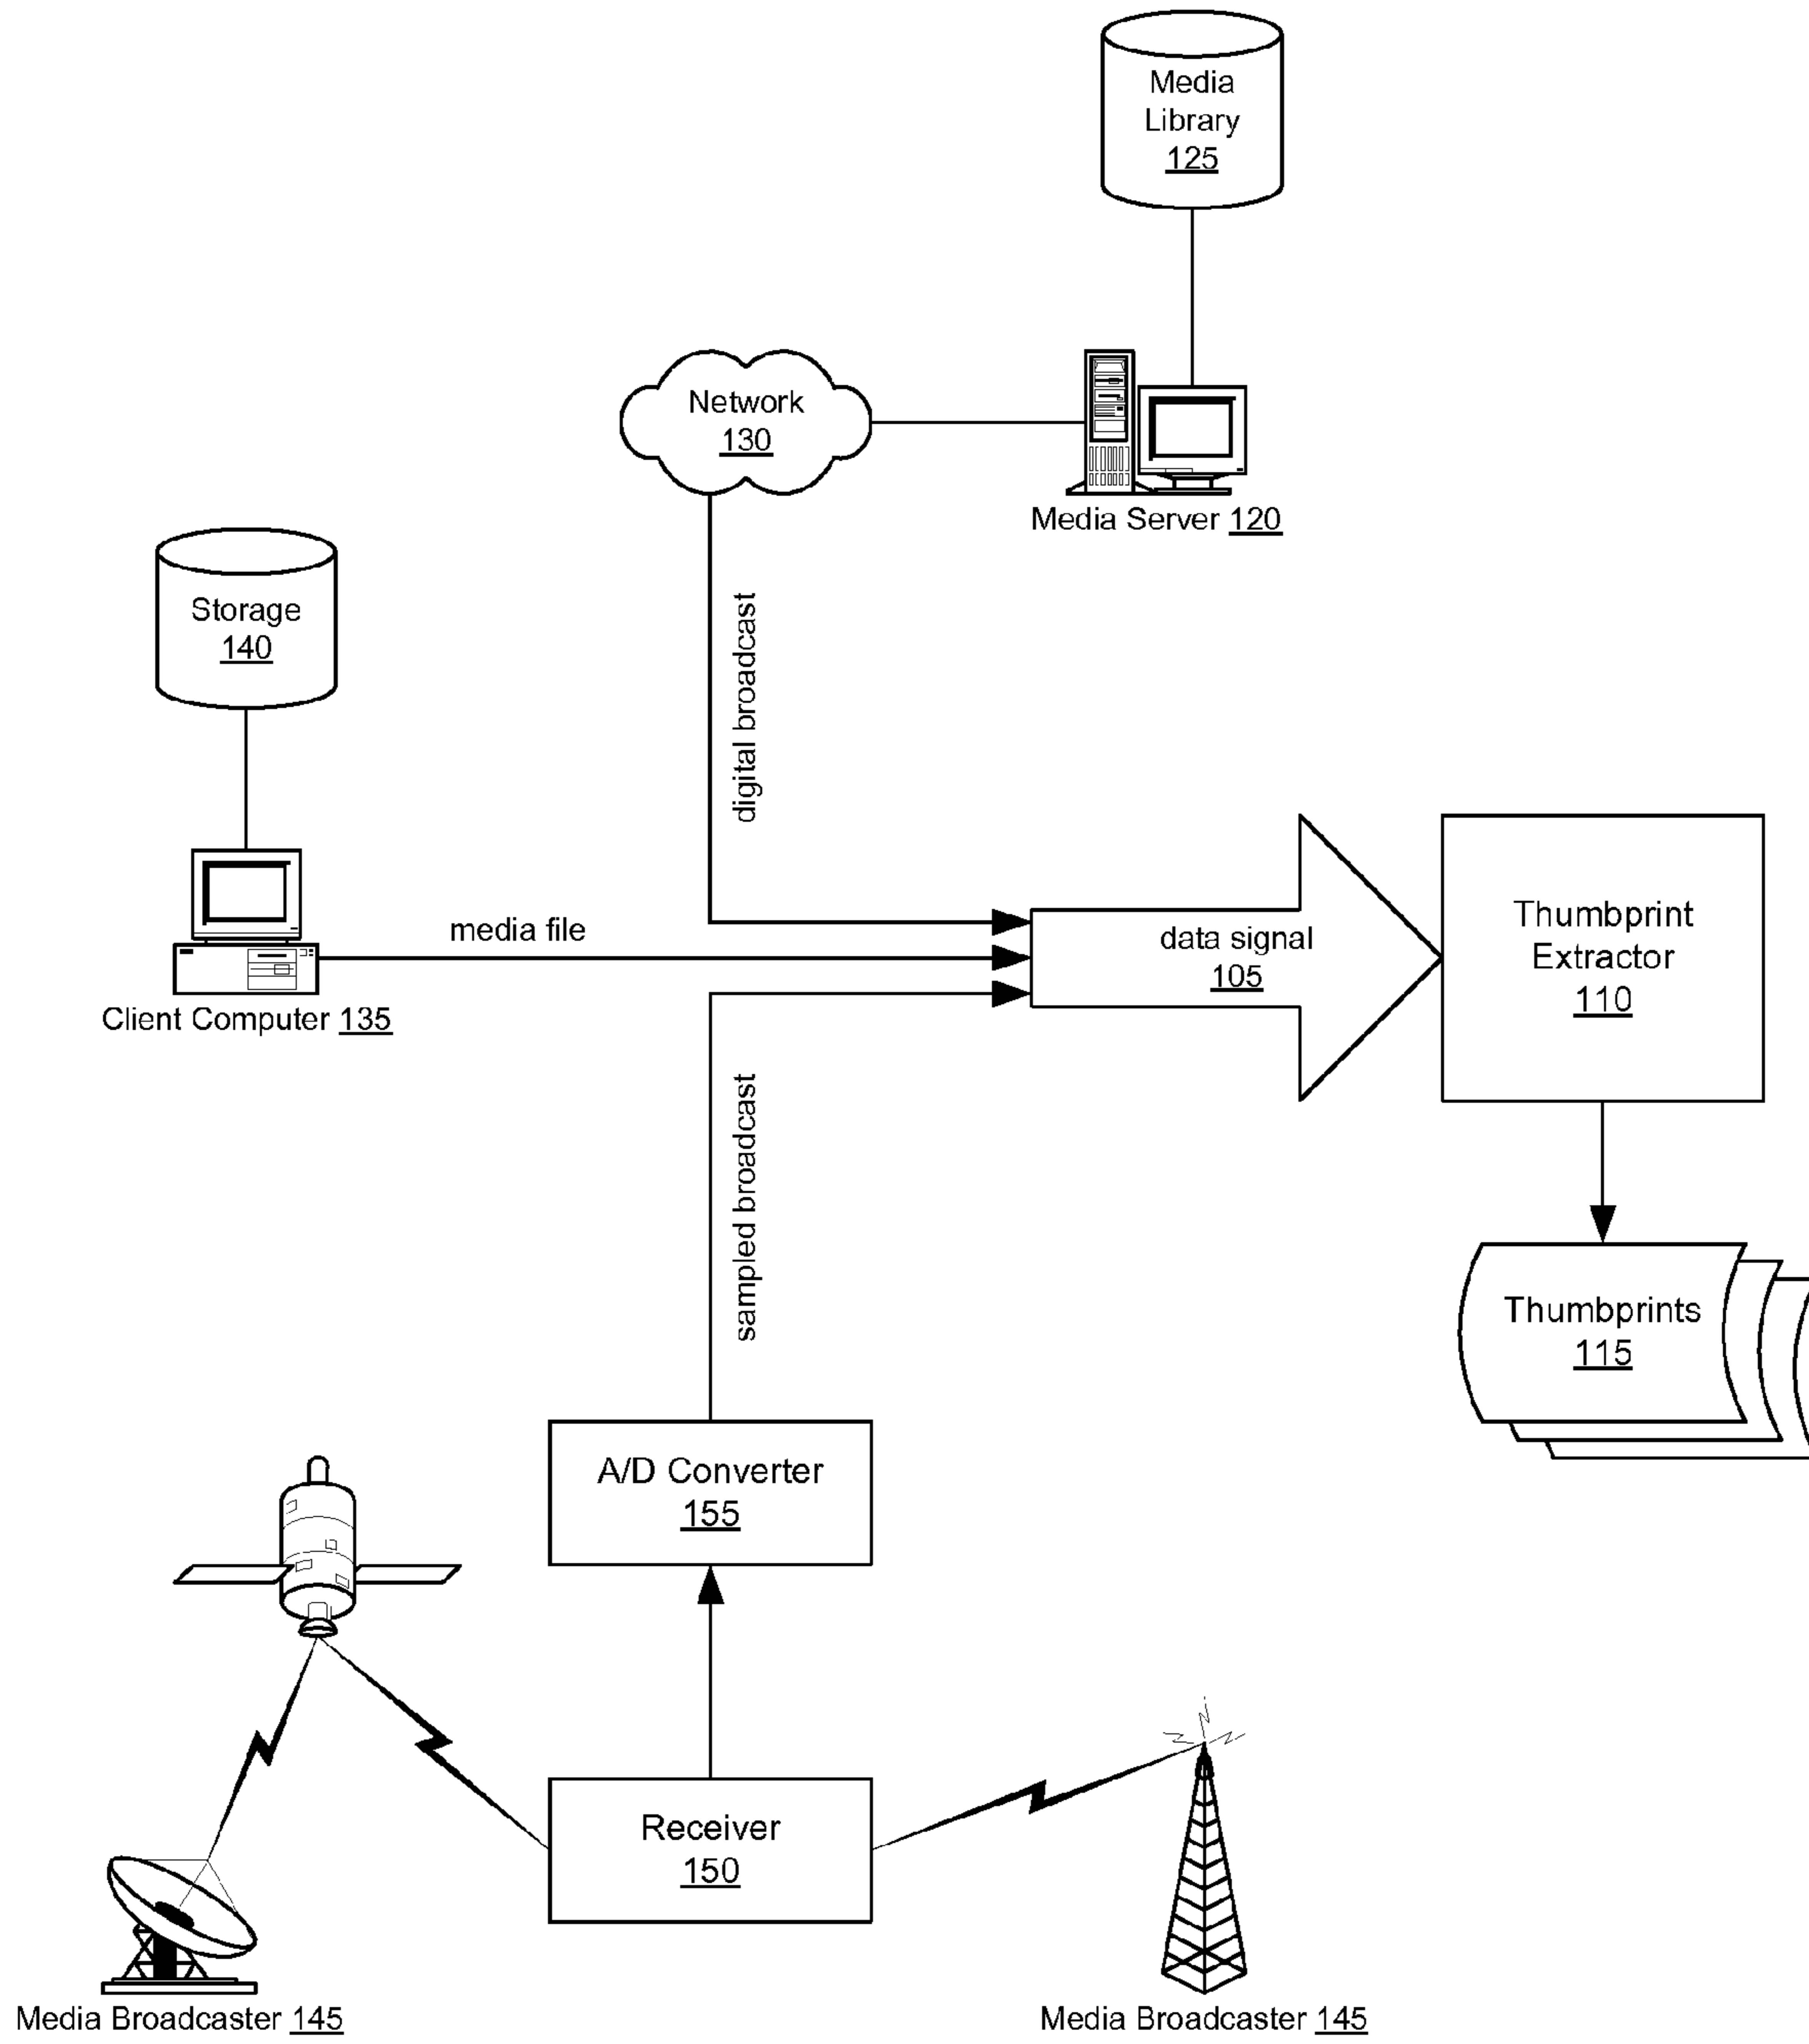 Media
Library
125
Network
130
Media Server 120
Storage
140
digital broadcast
Client Computer 135
media file
data signal
105
Thumbprint
Extractor
110
sampled broadcast
Thumbprints
115
A/D Converter
155
Receiver
150
Media Broadcaster 145
Media Broadcaster 145